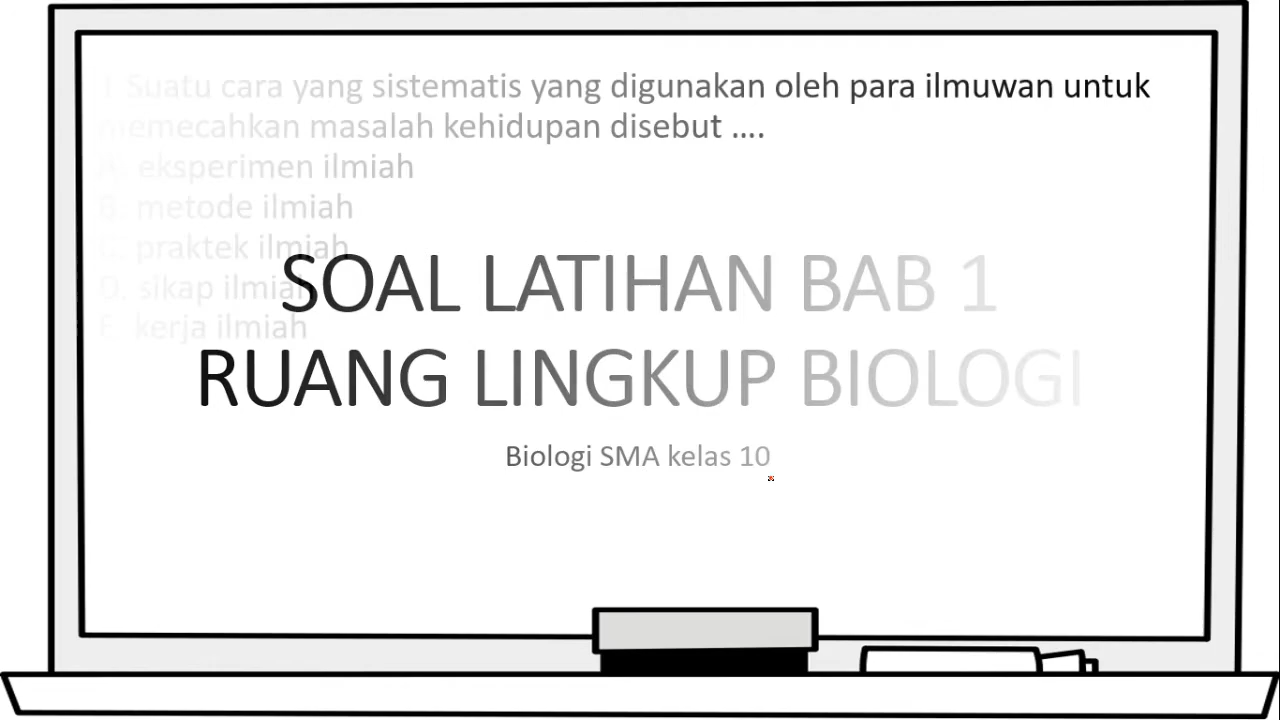 1. Suatu cara yang sistematis yang digunakan oleh para ilmuwan untuk
memecahkan masalah kehidupan disebut ....
A. eksperimen ilmiah
B. metode ilmiah
C. praktek ilmiah
D. sikap ilmiah
E. kerja ilmiah
SOAL LATIHAN BAB 1
RUANG LINGKUP BIOLOGI
Biologi SMA kelas 10